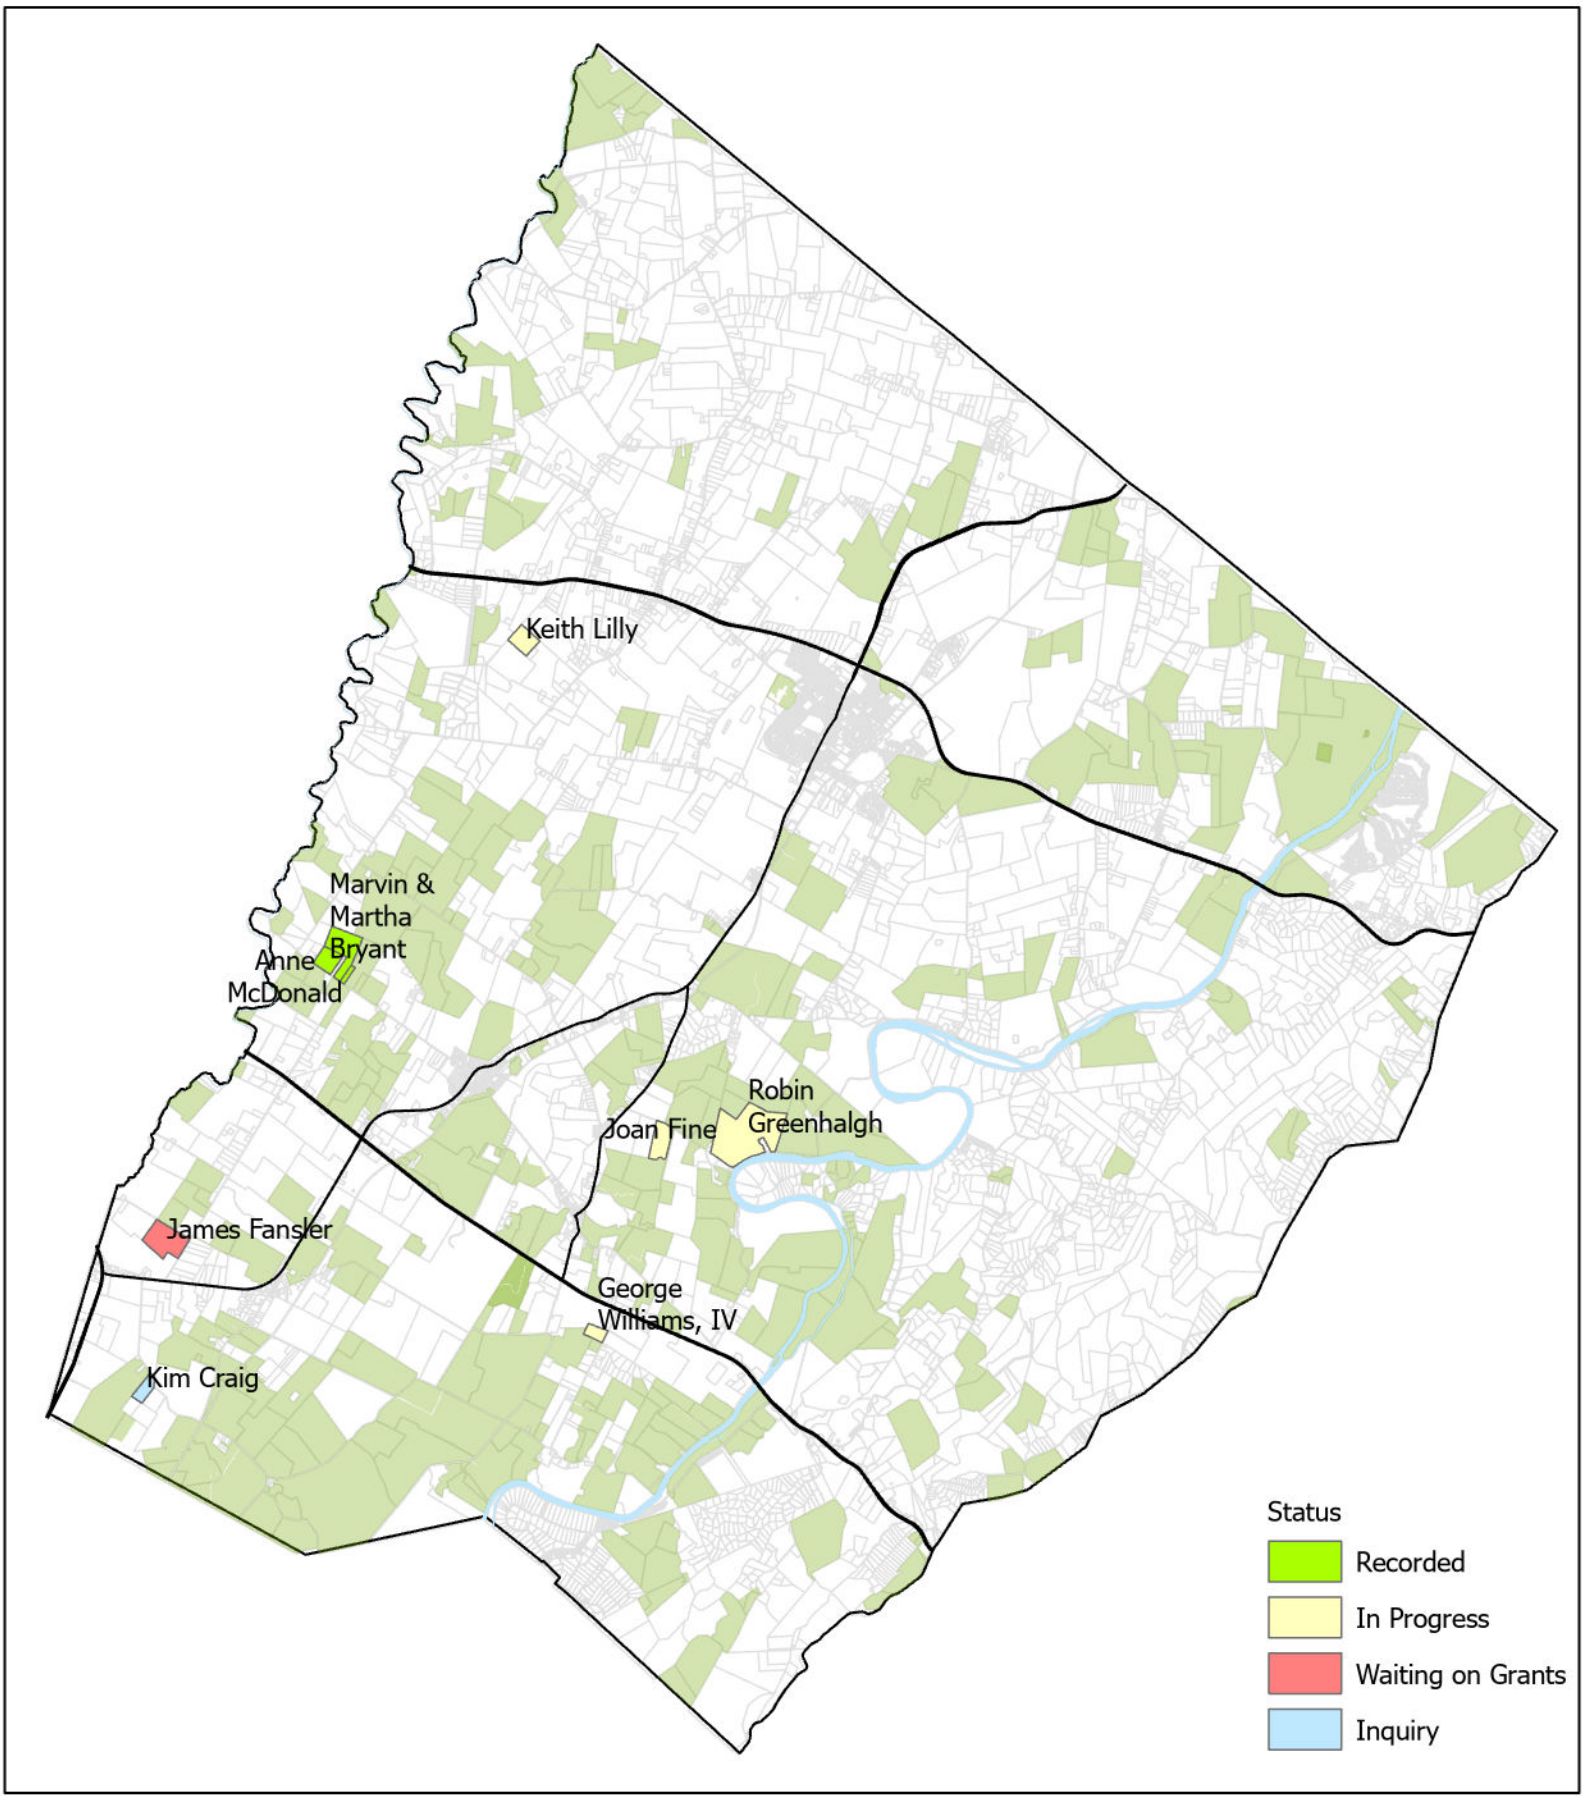 Keith Lilly
Marvin &
Martha
Bryant
Anne
McDonald
Robin
Greenhalgh
Joan Fine
James Fansler
George
Williams, IV
Kim Craig
Status
Recorded
In Progress
Waiting on Grants
Inquiry